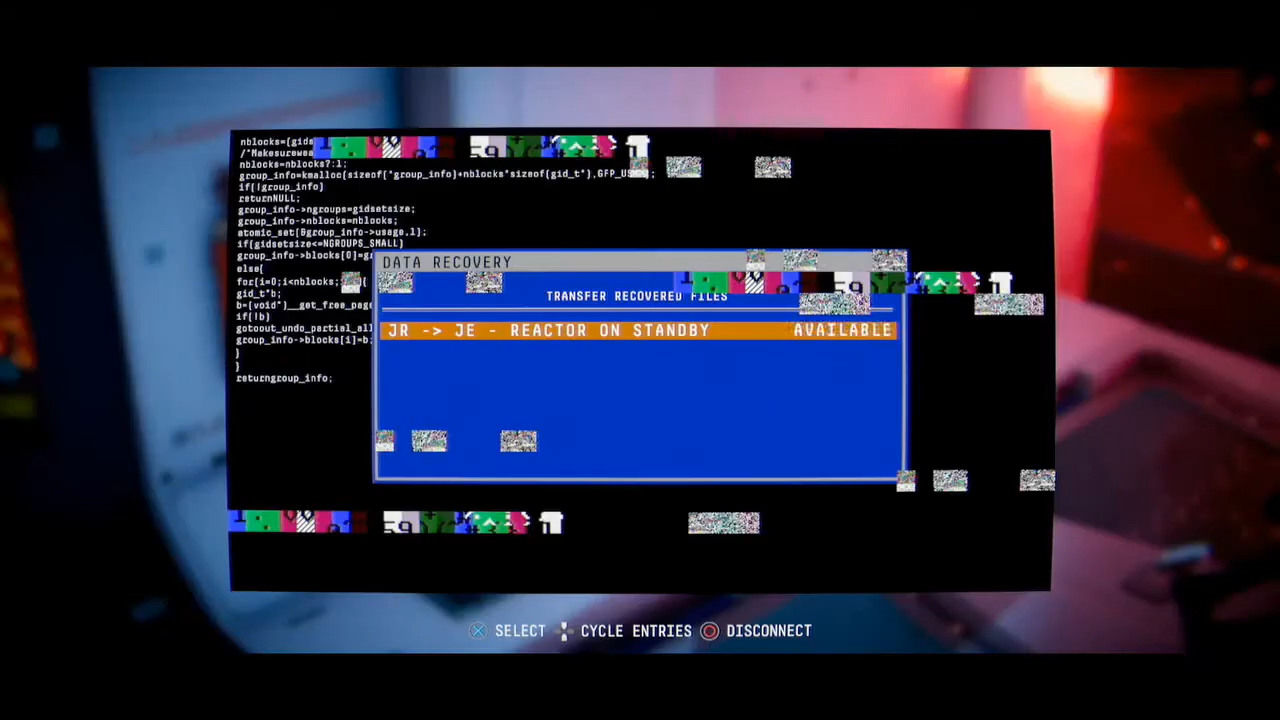 nblocks=[gids
/*Makesurewea
nblocks=nblocks?:l;
group_info=kmalloc(sizeof(*group_info)+nblocks*sizeof(gid_t),GFP_US
if(!group_info)
returnNULL;
group_info->ngroups=gidsetsize;
group_info->nblocks=nblocks;
atomic_set(&group_info->usage,l);
if(gidsetsize<=NGROUPS_SMALL)
group_info->blocks[0]=g
else{
for(i=0;i<nblocks;
gid_t*b;
b=(void*)__get_free_page
if(!b)
gotoout_undo_partial_all
group_info->blocks[i]=b;
}
}
returngroup_info;
DATA RECOVERY
TRANSFER RECOVERED FILES
JR -> JE - REACTOR ON STANDBY AVAILABLE
SELECT CYCLE ENTRIES DISCONNECT